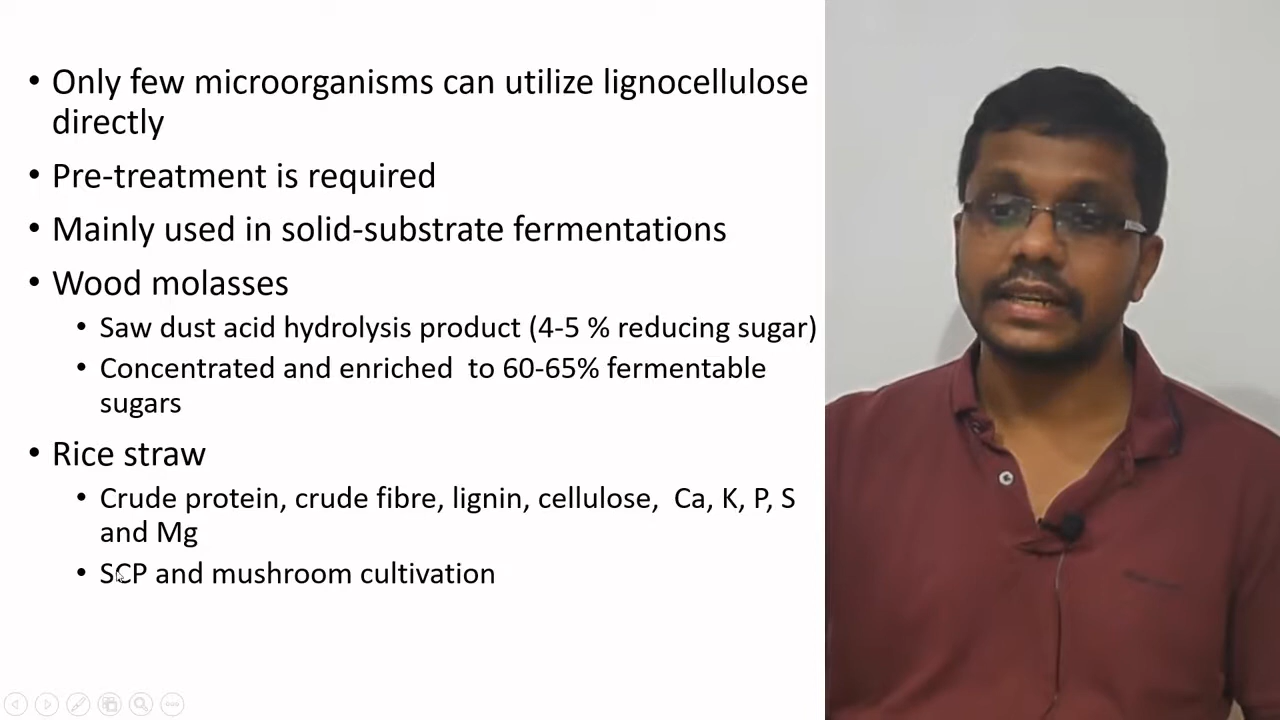 • Only few microorganisms can utilize lignocellulose
directly
• Pre-treatment is required
• Mainly used in solid-substrate fermentations
• Wood molasses
• Saw dust acid hydrolysis product (4-5 % reducing sugar)
• Concentrated and enriched  to 60-65% fermentable
sugars
• Rice straw
• Crude protein, crude fibre, lignin, cellulose,  Ca, K, P, S
and Mg
• SCP and mushroom cultivation